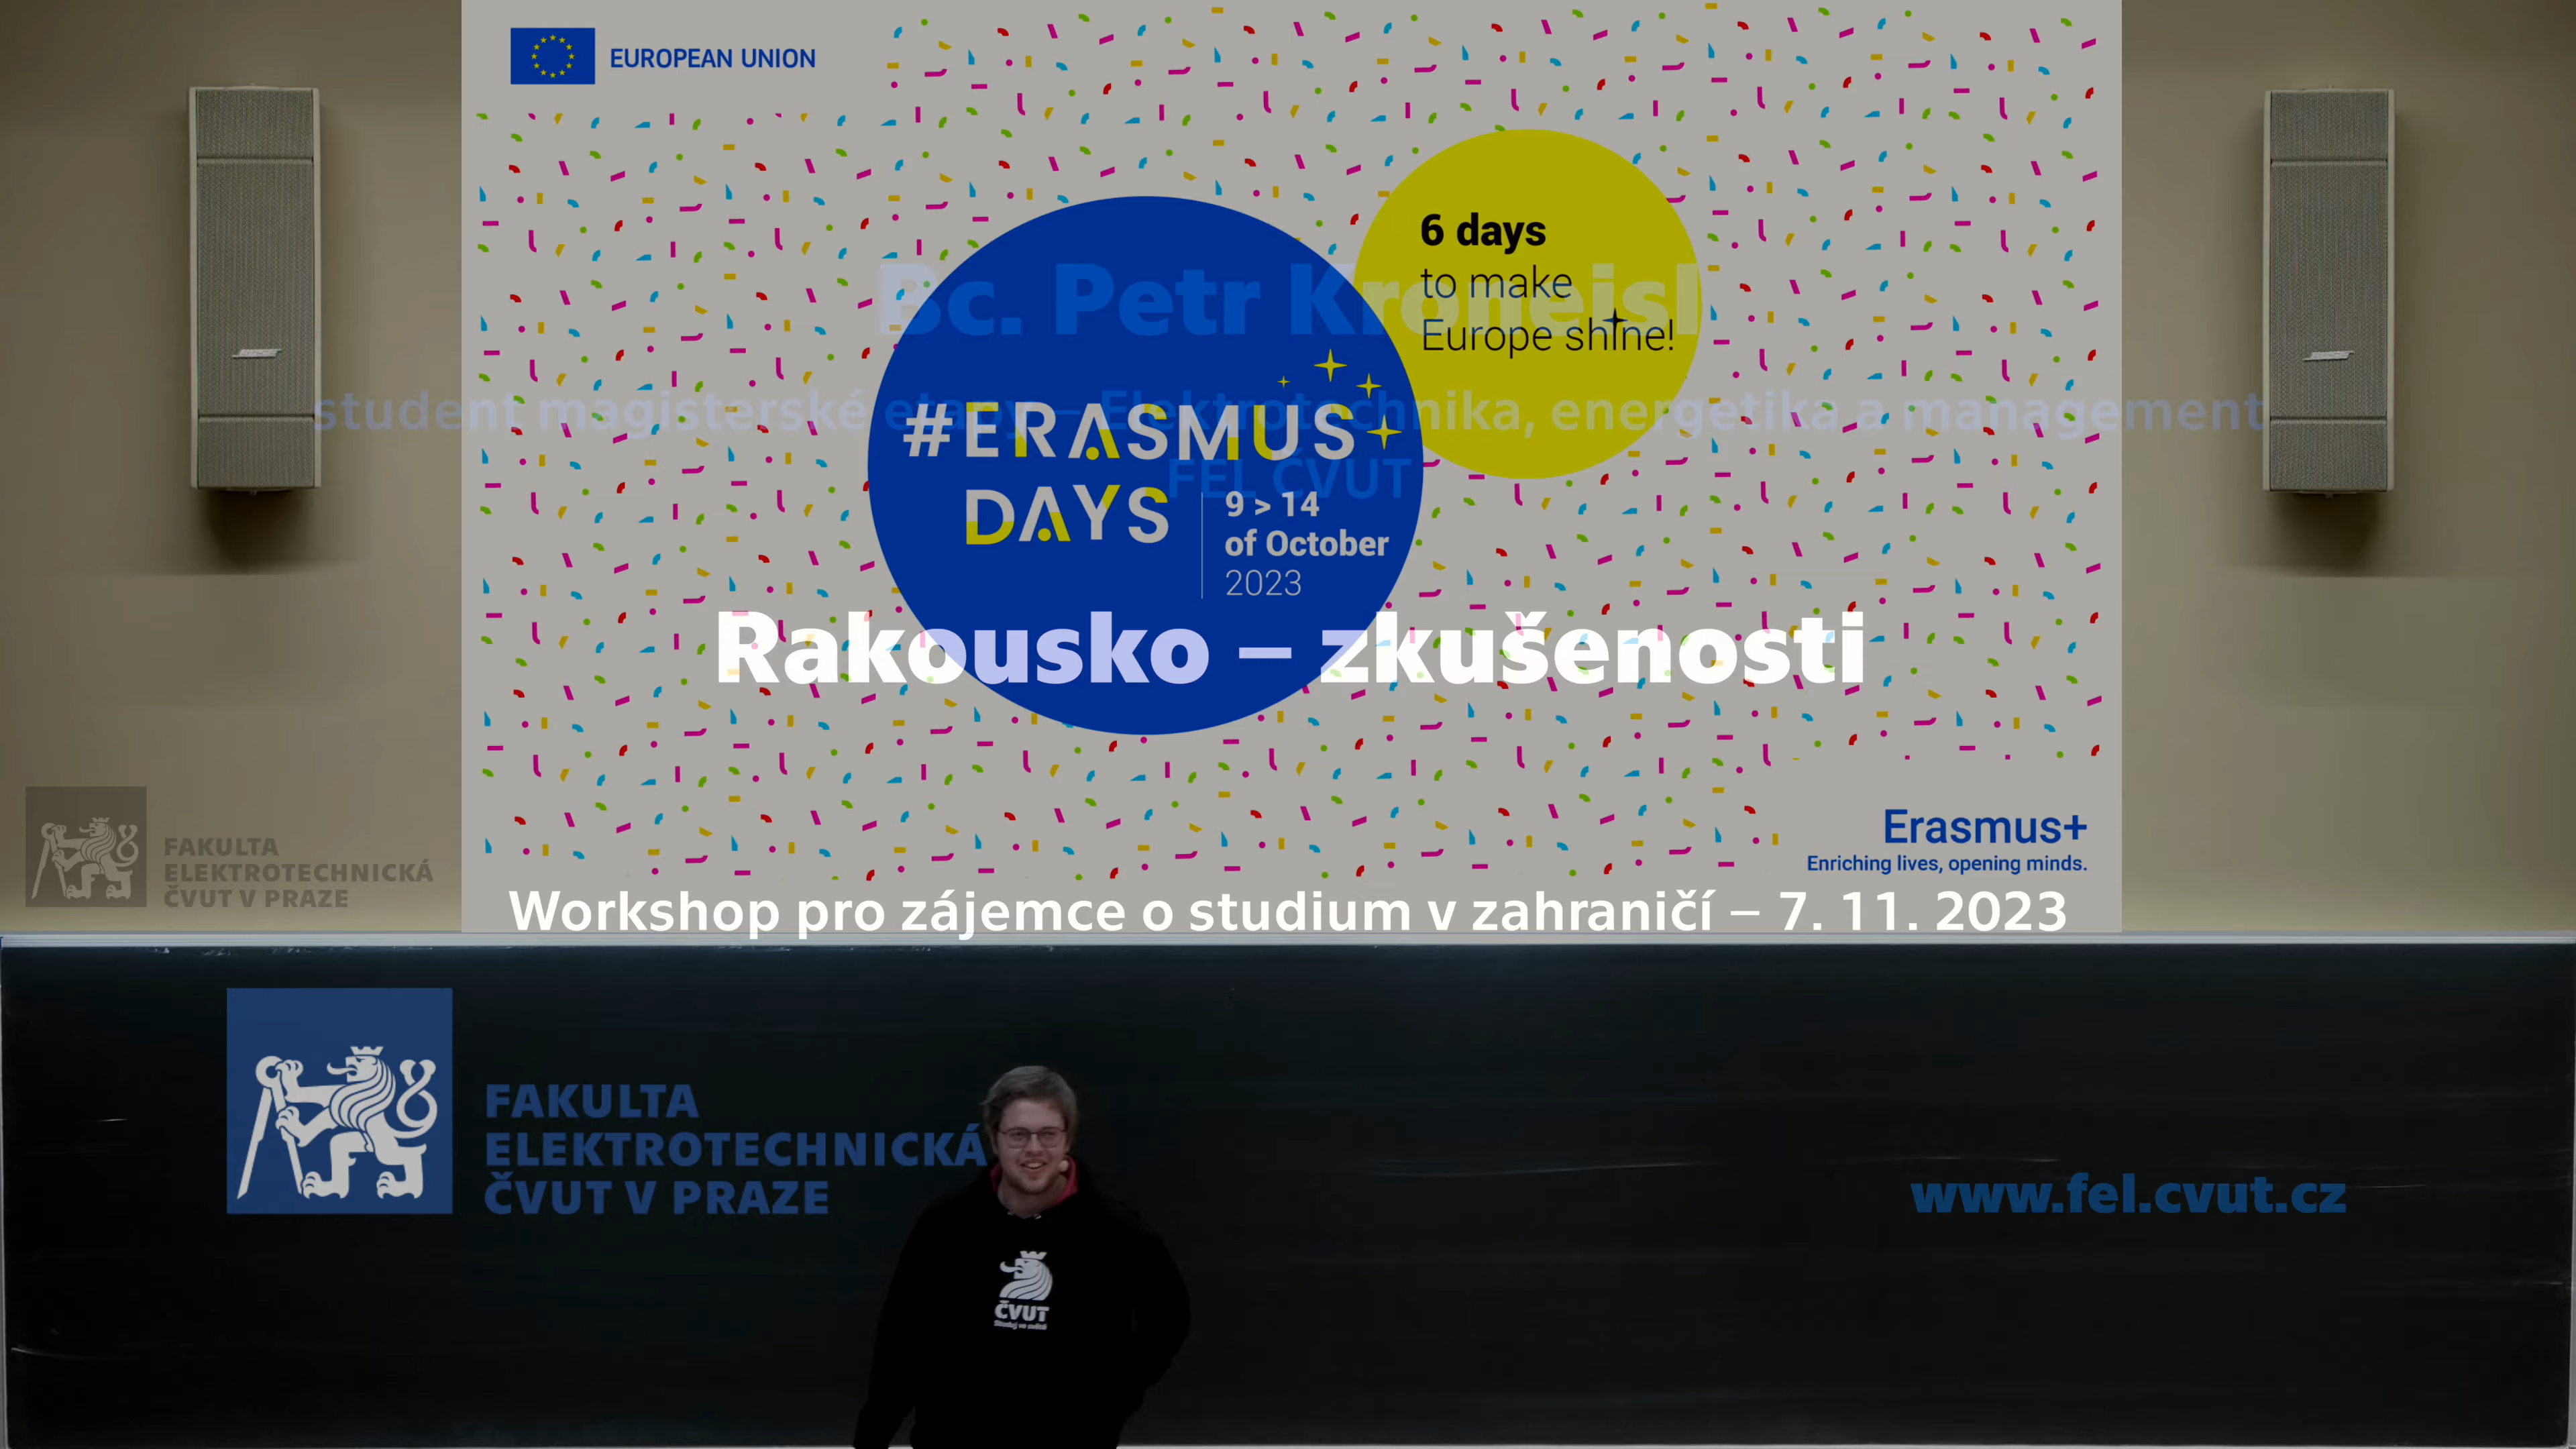 EUROPEAN UNION
6 days
to make
Europe shine!
Bc. Petr Kroneisl
student magisterské etapy – Elektrotechnika, energetika a management
FEL ČVUT
#ERASMUS
DAYS
9 > 14
of October
2023
Rakousko – zkušenosti
Erasmus+
Enriching lives, opening minds.
FAKULTA
ELEKTROTECHNICKÁ
ČVUT V PRAZE
Workshop pro zájemce o studium v zahraničí – 7. 11. 2023
FAKULTA
ELEKTROTECHNICKÁ
ČVUT V PRAZE
www.fel.cvut.cz
ČVUT